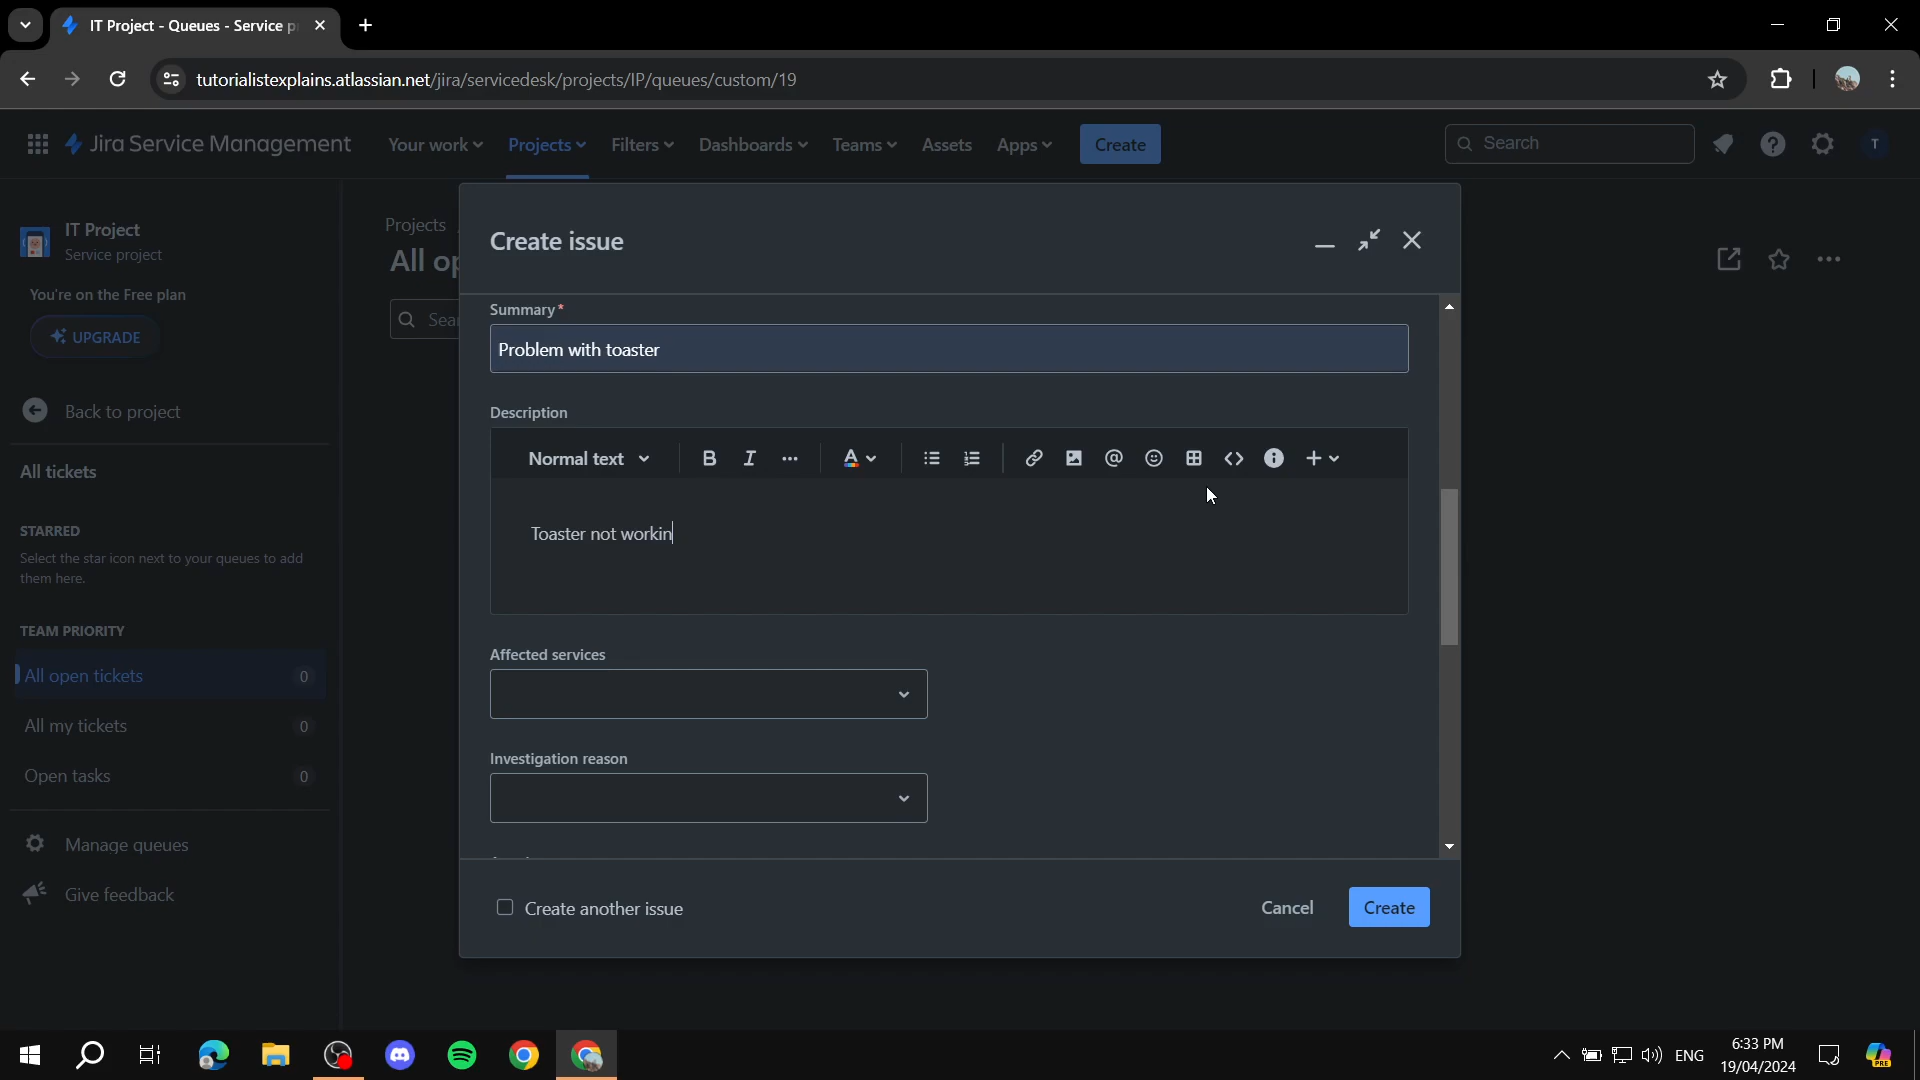 IT Project - Queues - Service p
tutorialistexplains.atlassian.net/jira/servicedesk/projects/IP/queues/custom/19
Jira Service Management
Your work
Projects
Filters
Dashboards
Teams
Assets
Apps
Create
Search
T
IT Project
Service project
You're on the Free plan
UPGRADE
Back to project
All tickets
STARRED
Select the star icon next to your queues to add
them here.
TEAM PRIORITY
All open tickets 0
All my tickets 0
Open tasks 0
Manage queues
Give feedback
Projects
All op
Sear
Create issue
Summary*
Problem with toaster
Description
Normal text
Toaster not workin
Affected services
Investigation reason
Create another issue
Cancel
Create
ENG
6:33 PM
19/04/2024
PRE